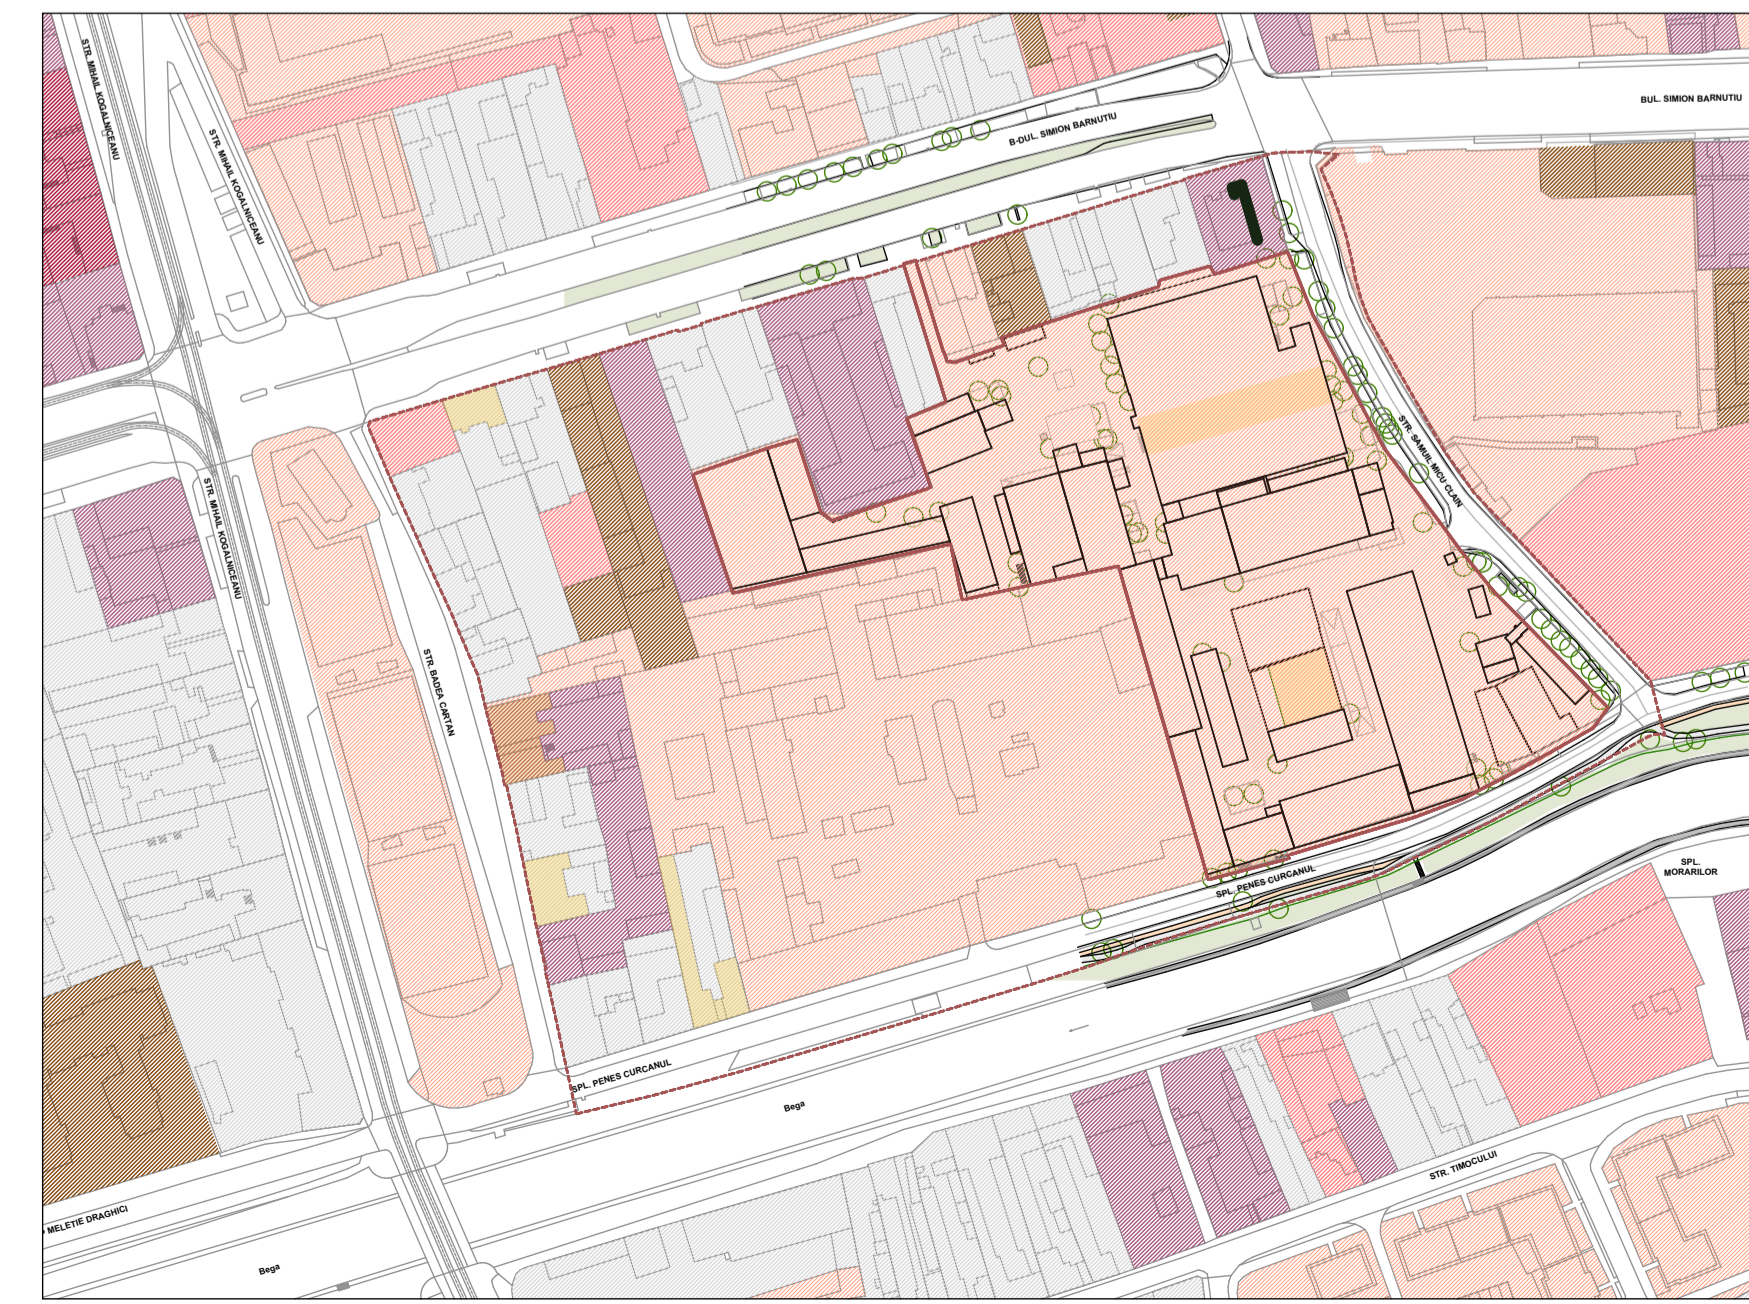 STR. MIHAIL KOGALNICEANU
STR. MIHAIL KOGALNICEANU
BUL. SIMION BARNUTIU
B-DUL. SIMION BARNUTIU
STR. SAMUIL MICU CLAIN
STR. MIHAIL KOGALNICEANU
STR. BADEA CARTAN
SPL. PENES CURCANUL
SPL.
MORARILOR
SPL. PENES CURCANUL
Bega
STR. TIMOCULUI
MELETIE DRAGHICI
Bega